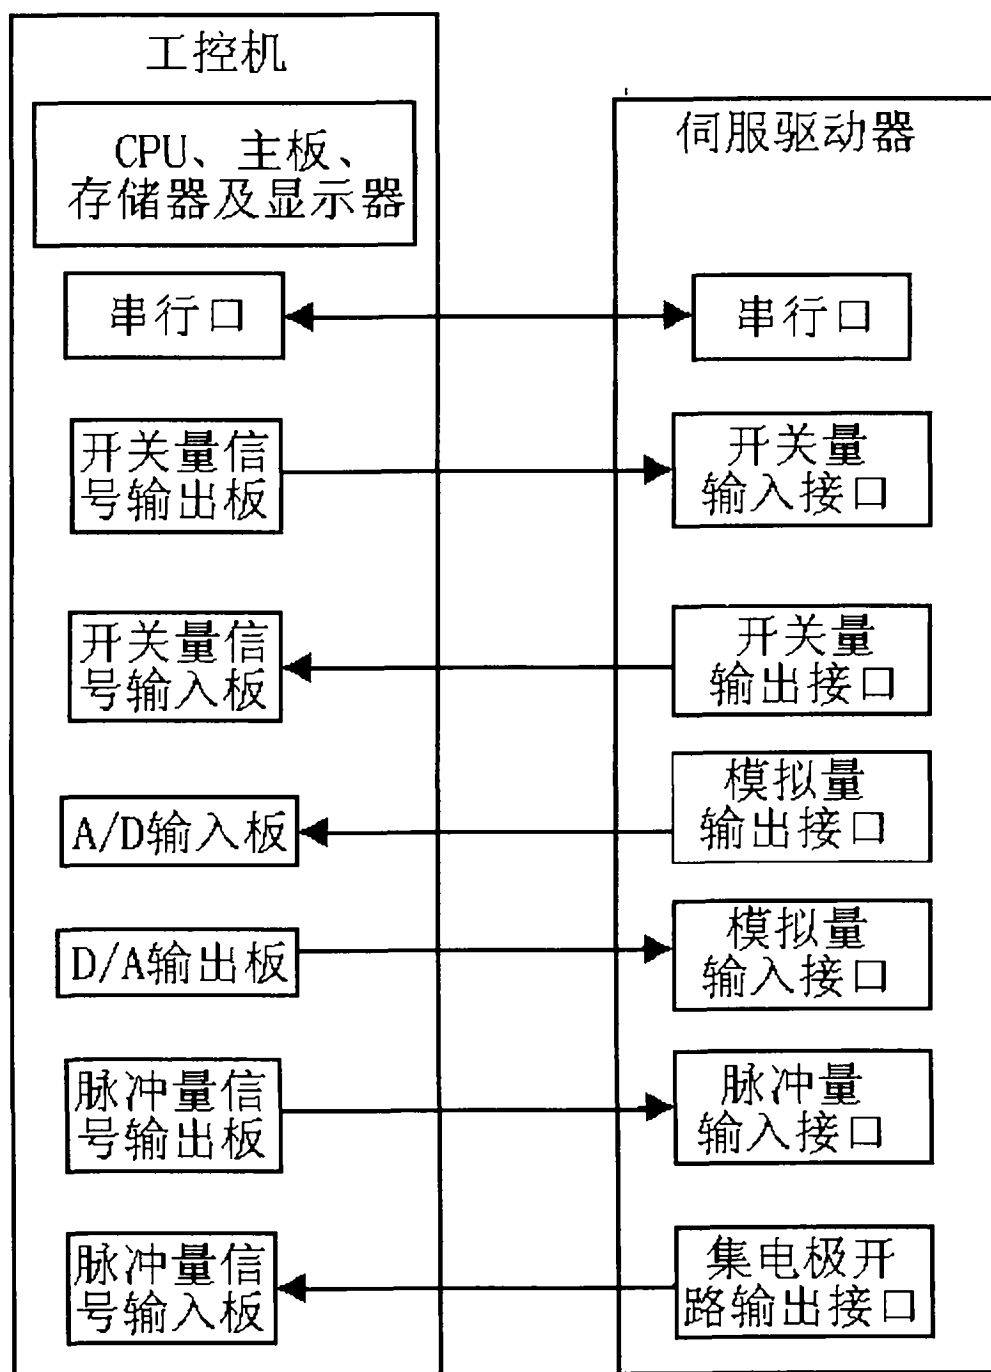 工控机
CPU、主板、
存储器及显示器
串行口
开关量信
号输出板
开关量信
号输入板
A/D输入板
D/A输出板
脉冲量信
号输出板
脉冲量信
号输入板
伺服驱动器
串行口
开关量
输入接口
开关量
输出接口
模拟量
输出接口
模拟量
输入接口
脉冲量
输入接口
集电极开
路输出接口